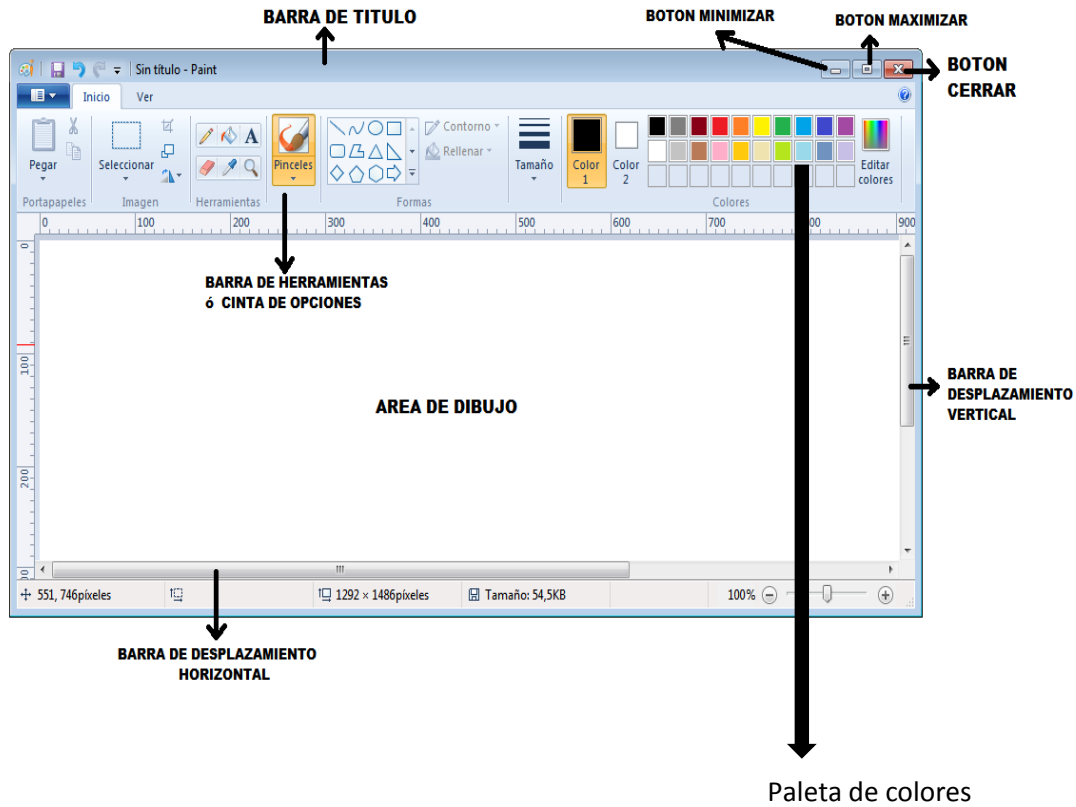 BARRA DE TITULO
BOTON MINIMIZAR
BOTON MAXIMIZAR
BOTON
CERRAR
Sin título - Paint
Inicio Ver
Pegar
Seleccionar
A
Pinceles
Contorno
Rellenar
Tamaño
Color
1
Color
2
Editar
colores
Portapapeles Imagen Herramientas Formas Colores
0 100 200 300 400 500 600 700 900
0
100
200
BARRA DE HERRAMIENTAS
ó CINTA DE OPCIONES
AREA DE DIBUJO
BARRA DE
DESPLAZAMIENTO
VERTICAL
551, 746píxeles 1292 × 1486píxeles Tamaño: 54,5KB 100%
BARRA DE DESPLAZAMIENTO
HORIZONTAL
Paleta de colores